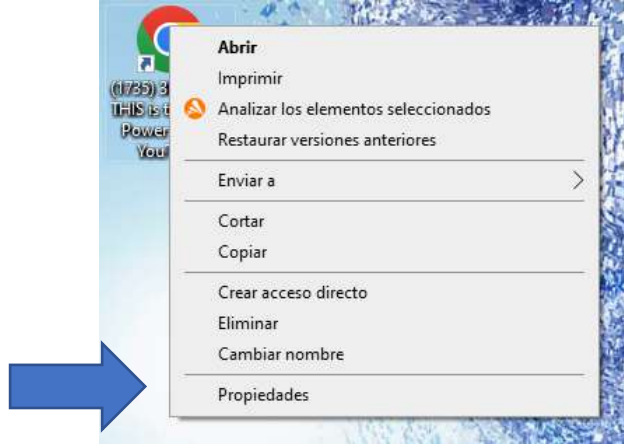 (1735) 3
THIS is t
Power
You
Abrir
Imprimir
Analizar los elementos seleccionados
Restaurar versiones anteriores
Enviar a
Cortar
Copiar
Crear acceso directo
Eliminar
Cambiar nombre
Propiedades